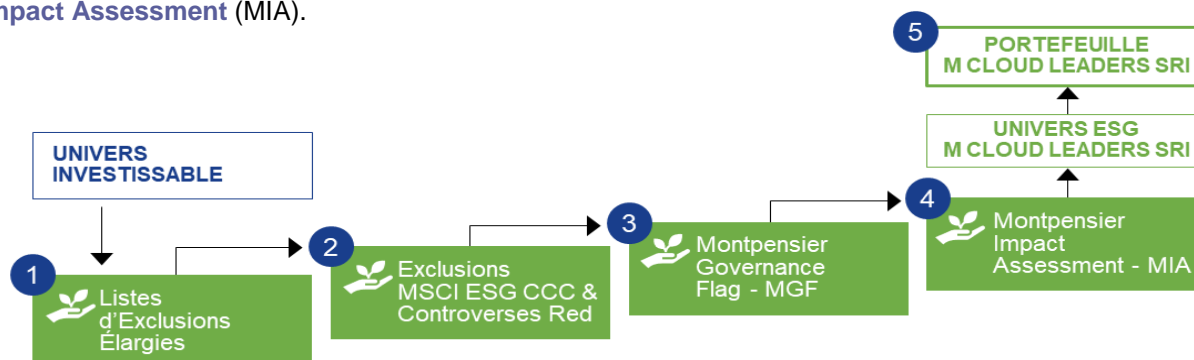 mpact Assessment (MIA).
UNIVERS
INVESTISSABLE
1
Listes
d'Exclusions
Élargies
2
Exclusions
MSCI ESG CCC &
Controverses Red
3
Montpensier
Governance
Flag - MGF
4
Montpensier
Impact
Assessment - MIA
UNIVERS ESG
M CLOUD LEADERS SRI
5
PORTEFEUILLE
M CLOUD LEADERS SRI